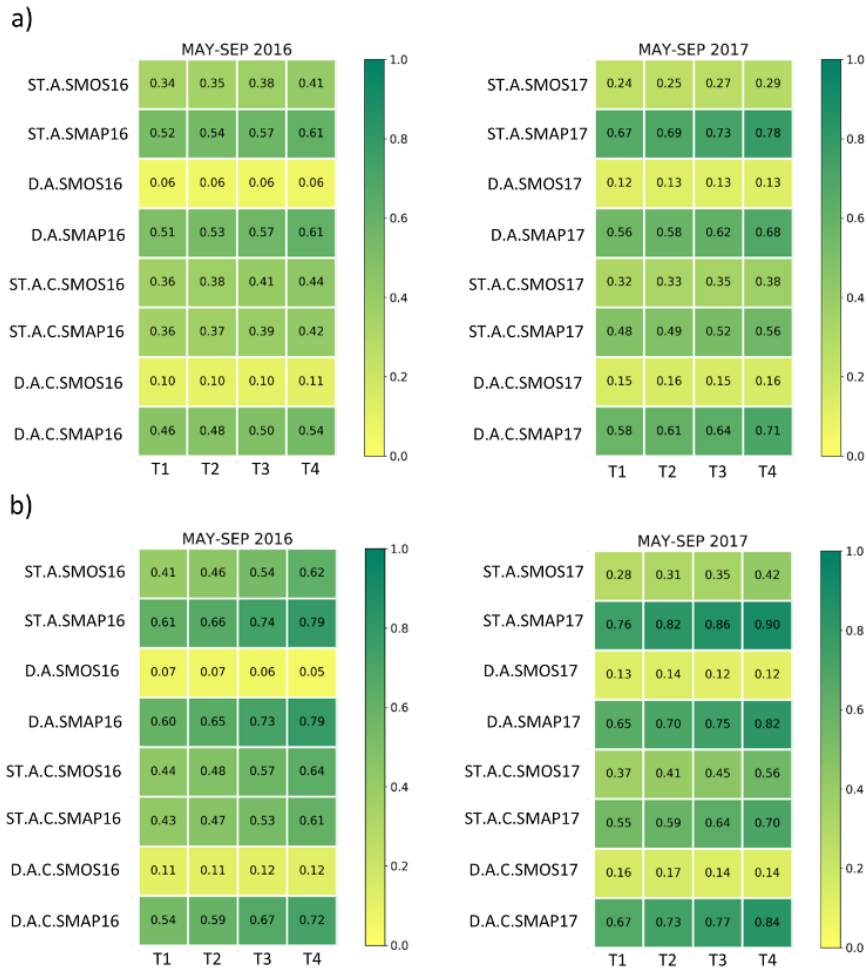 a)
MAY-SEP 2016
ST.A.SMOS16 0.34 0.35 0.38 0.41
ST.A.SMAP16 0.52 0.54 0.57 0.61
D.A.SMOS16 0.06 0.06 0.06 0.06
D.A.SMAP16 0.51 0.53 0.57 0.61
ST.A.C.SMOS16 0.36 0.38 0.41 0.44
ST.A.C.SMAP16 0.36 0.37 0.39 0.42
D.A.C.SMOS16 0.10 0.10 0.10 0.11
D.A.C.SMAP16 0.46 0.48 0.50 0.54
T1 T2 T3 T4
1.0
0.8
0.6
0.4
0.2
0.0
MAY-SEP 2017
ST.A.SMOS17 0.24 0.25 0.27 0.29
ST.A.SMAP17 0.67 0.69 0.73 0.78
D.A.SMOS17 0.12 0.13 0.13 0.13
D.A.SMAP17 0.56 0.58 0.62 0.68
ST.A.C.SMOS17 0.32 0.33 0.35 0.38
ST.A.C.SMAP17 0.48 0.49 0.52 0.56
D.A.C.SMOS17 0.15 0.16 0.15 0.16
D.A.C.SMAP17 0.58 0.61 0.64 0.71
T1 T2 T3 T4
1.0
0.8
0.6
0.4
0.2
0.0
b)
MAY-SEP 2016
ST.A.SMOS16 0.41 0.46 0.54 0.62
ST.A.SMAP16 0.61 0.66 0.74 0.79
D.A.SMOS16 0.07 0.07 0.06 0.05
D.A.SMAP16 0.60 0.65 0.73 0.79
ST.A.C.SMOS16 0.44 0.48 0.57 0.64
ST.A.C.SMAP16 0.43 0.47 0.53 0.61
D.A.C.SMOS16 0.11 0.11 0.12 0.12
D.A.C.SMAP16 0.54 0.59 0.67 0.72
T1 T2 T3 T4
1.0
0.8
0.6
0.4
0.2
0.0
MAY-SEP 2017
ST.A.SMOS17 0.28 0.31 0.35 0.42
ST.A.SMAP17 0.76 0.82 0.86 0.90
D.A.SMOS17 0.13 0.14 0.12 0.12
D.A.SMAP17 0.65 0.70 0.75 0.82
ST.A.C.SMOS17 0.37 0.41 0.45 0.56
ST.A.C.SMAP17 0.55 0.59 0.64 0.70
D.A.C.SMOS17 0.16 0.17 0.14 0.14
D.A.C.SMAP17 0.67 0.73 0.77 0.84
T1 T2 T3 T4
1.0
0.8
0.6
0.4
0.2
0.0